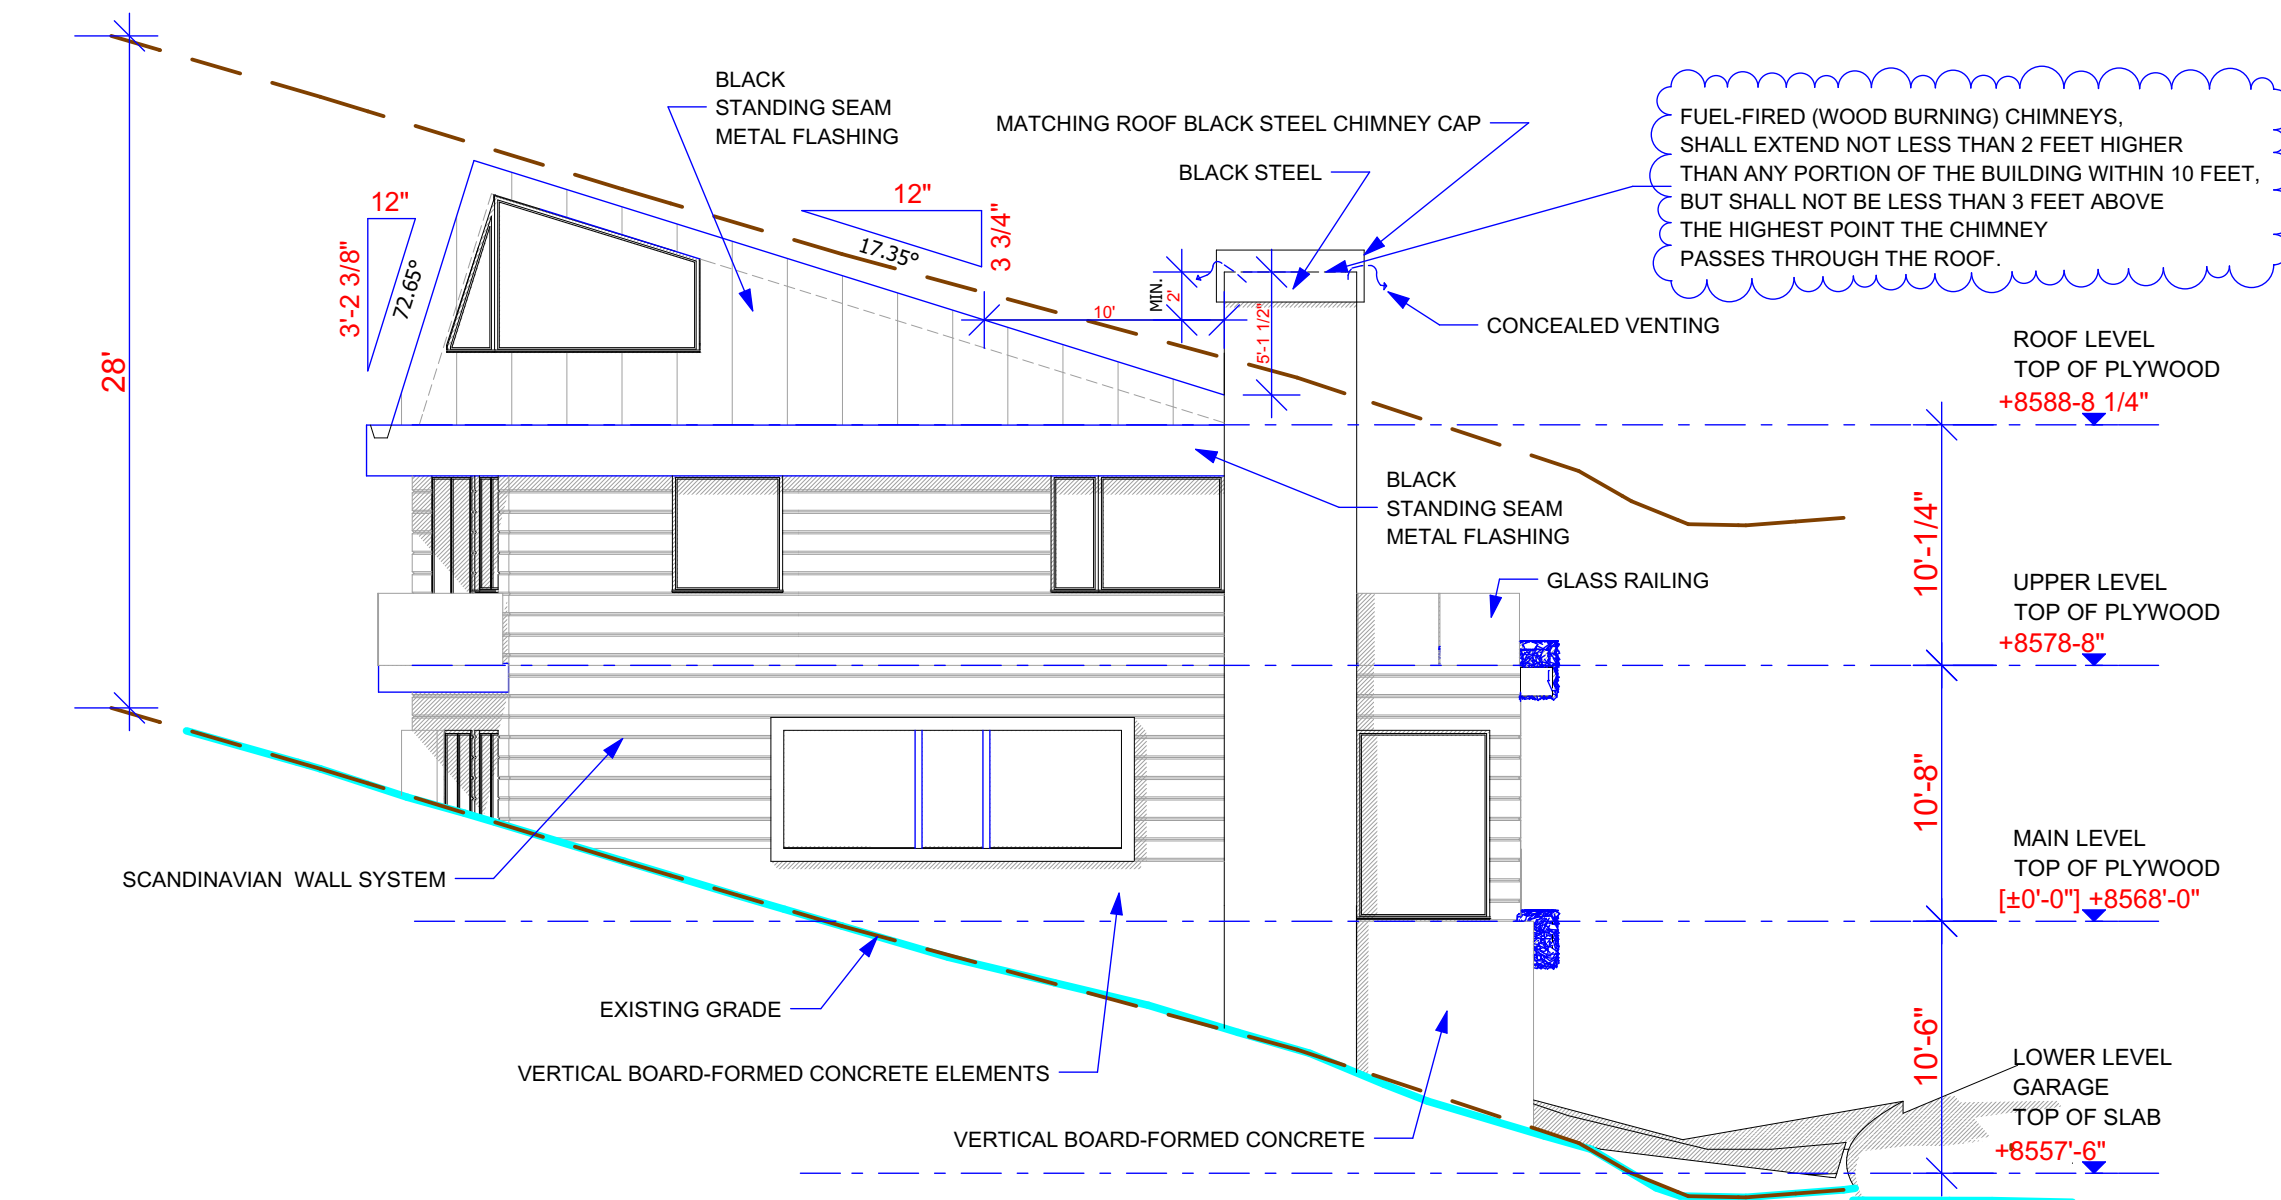 BLACK
STANDING SEAM
METAL FLASHING
MATCHING ROOF BLACK STEEL CHIMNEY CAP
BLACK STEEL
FUEL-FIRED (WOOD BURNING) CHIMNEYS,
SHALL EXTEND NOT LESS THAN 2 FEET HIGHER
THAN ANY PORTION OF THE BUILDING WITHIN 10 FEET,
BUT SHALL NOT BE LESS THAN 3 FEET ABOVE
THE HIGHEST POINT THE CHIMNEY
PASSES THROUGH THE ROOF.
12"
3'-2 3/8"
72.65°
12"
3 3/4"
17.35°
10'
MIN.
2'
5'-1 1/2"
CONCEALED VENTING
28'
ROOF LEVEL
TOP OF PLYWOOD
+8588-8 1/4"
BLACK
STANDING SEAM
METAL FLASHING
10'-1/4"
GLASS RAILING
UPPER LEVEL
TOP OF PLYWOOD
+8578-8"
10'-8"
MAIN LEVEL
TOP OF PLYWOOD
[±0'-0"] +8568'-0"
SCANDINAVIAN WALL SYSTEM
EXISTING GRADE
VERTICAL BOARD-FORMED CONCRETE ELEMENTS
VERTICAL BOARD-FORMED CONCRETE
10'-6"
LOWER LEVEL
GARAGE
TOP OF SLAB
+8557'-6"